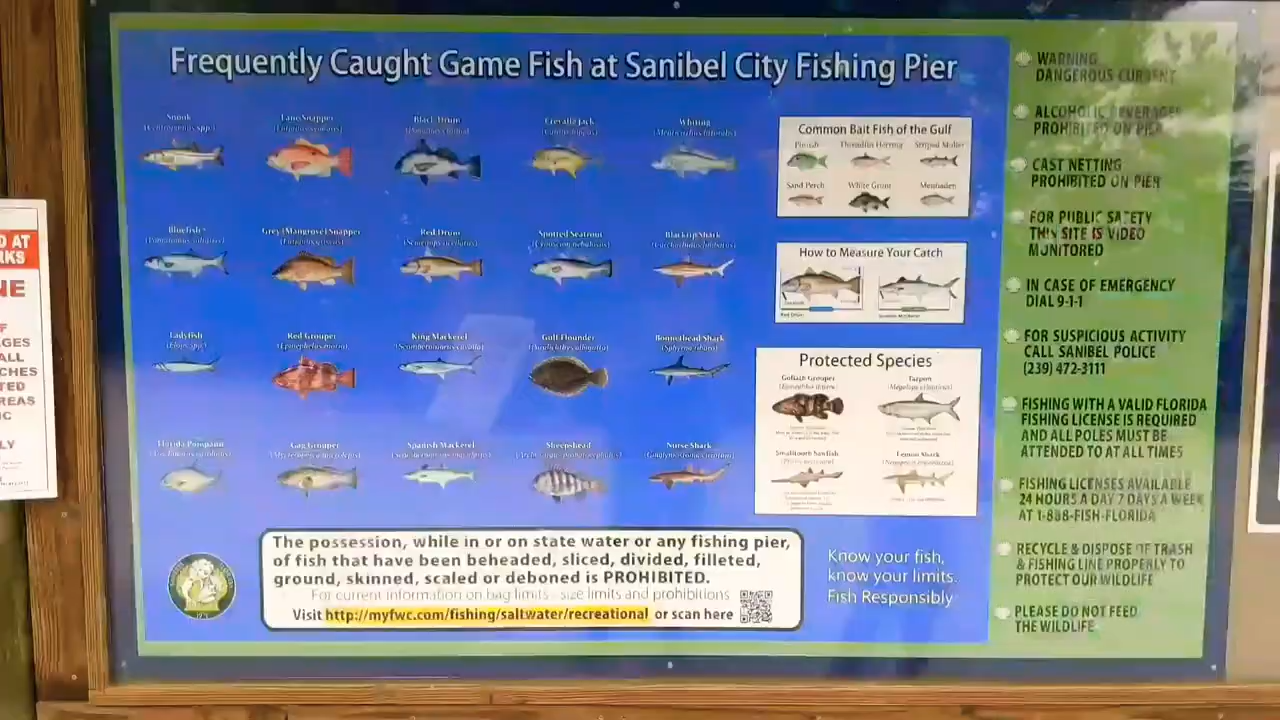 Frequently Caught Game Fish at Sanibel City Fishing Pier
Snook
Lane Snapper
Black Drum
Crevalle Jack
Whiting
Bluefish
Grey (Mangrove) Snapper
Red Drum
Spotted Seatrout
Blacktip Shark
Ladyfish
Red Grouper
King Mackerel
Gulf Flounder
Bonnethead Shark
Florida Pompano
Gag Grouper
Spanish Mackerel
Sheepshead
Nurse Shark
Common Bait Fish of the Gulf
Pinfish
Threadfin Herring
Striped Mullet
Sand Perch
White Grunt
Menhaden
How to Measure Your Catch
Red Drum
Spanish Mackerel
Protected Species
Goliath Grouper
Tarpon
Smalltooth Sawfish
Lemon Shark
The possession, while in or on state water or any fishing pier,
of fish that have been beheaded, sliced, divided, filleted,
ground, skinned, scaled or deboned is PROHIBITED.
For current information on bag limits - size limits and prohibitions
Visit http://myfwc.com/fishing/saltwater/recreational or scan here
Know your fish,
know your limits.
Fish Responsibly
WARNING
DANGEROUS CURRENT
ALCOHOLIC BEVERAGES
PROHIBITED ON PIER
CAST NETTING
PROHIBITED ON PIER
FOR PUBLIC SAFETY
THIS SITE IS VIDEO
MONITORED
IN CASE OF EMERGENCY
DIAL 9-1-1
FOR SUSPICIOUS ACTIVITY
CALL SANIBEL POLICE
(239) 472-3111
FISHING WITH A VALID FLORIDA
FISHING LICENSE IS REQUIRED
AND ALL POLES MUST BE
ATTENDED TO AT ALL TIMES
FISHING LICENSES AVAILABLE
24 HOURS A DAY 7 DAYS A WEEK
AT 1-888-FISH-FLORIDA
RECYCLE & DISPOSE OF TRASH
& FISHING LINE PROPERLY TO
PROTECT OUR WILDLIFE
PLEASE DO NOT FEED
THE WILDLIFE